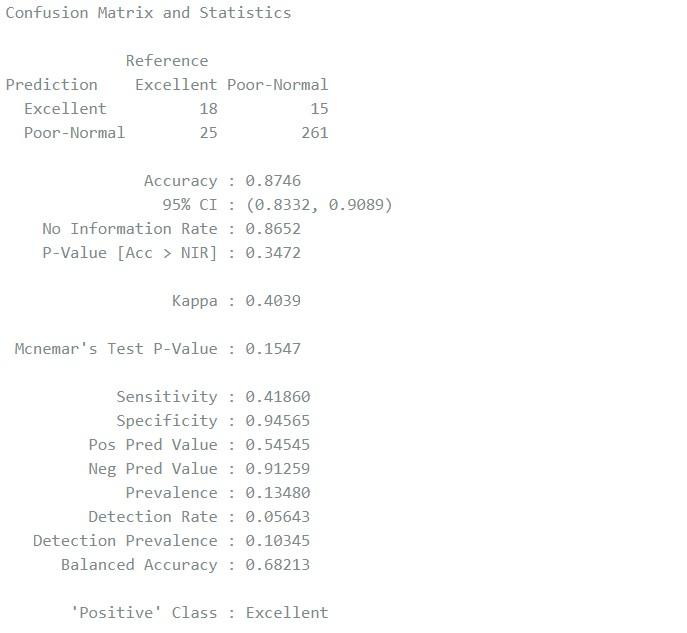 Confusion Matrix and Statistics
Reference
Prediction Excellent Poor-Normal
Excellent 18 15
Poor-Normal 25 261
Accuracy : 0.8746
95% CI : (0.8332, 0.9089)
No Information Rate : 0.8652
P-Value [Acc > NIR] : 0.3472
Kappa : 0.4039
Mcnemar's Test P-Value : 0.1547
Sensitivity : 0.41860
Specificity : 0.94565
Pos Pred Value : 0.54545
Neg Pred Value : 0.91259
Prevalence : 0.13480
Detection Rate : 0.05643
Detection Prevalence : 0.10345
Balanced Accuracy : 0.68213
'Positive' Class : Excellent